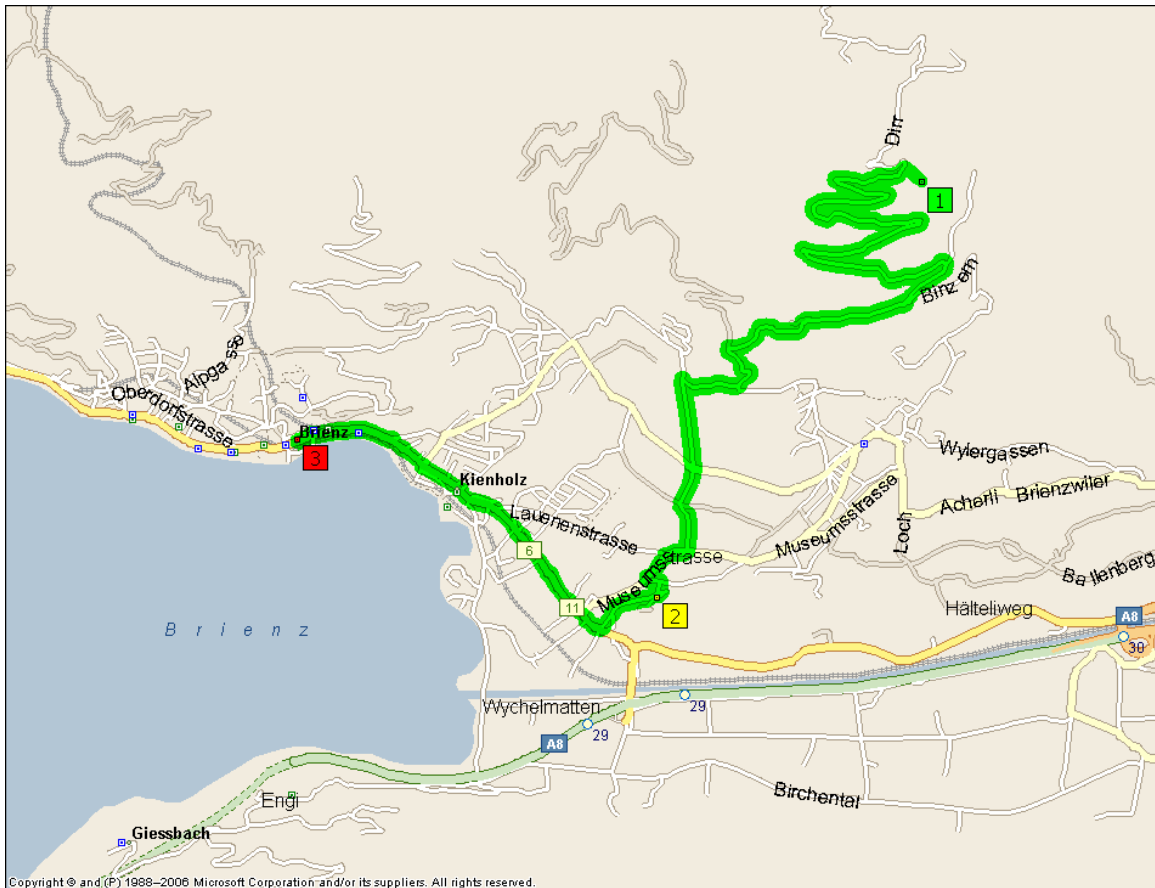 Dirr
1
Binzem
Alpgasse
Oberdorfstrasse
Brienz
3
Kienholz
Lauenenstrasse
6
Museumsstrasse
11
2
Museumsstrasse
Wylergassen
Acherli Brienzwiler
Loch
Ballenberg
Hälteliweg
A8
30
Brienz
Wychelmatten
29
29
A8
Engi
Birchental
Giessbach
Copyright © and (P) 1988–2006 Microsoft Corporation and/or its suppliers. All rights reserved.